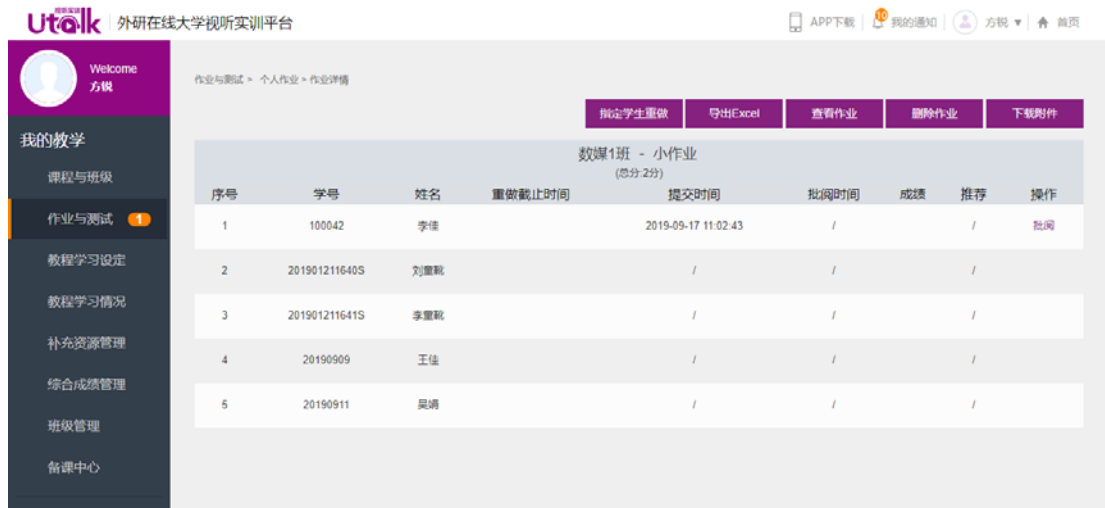 视听实训
Utalk 外研在线大学视听实训平台
APP下载 10 我的通知 方锐 ▼ 首页
Welcome
方锐
作业与测试 > 个人作业 > 作业详情
指定学生重做 导出Excel 查看作业 删除作业 下载附件
我的教学
课程与班级
作业与测试 1
教程学习设定
教程学习情况
补充资源管理
综合成绩管理
班级管理
备课中心
数媒1班 - 小作业
(总分:2分)
序号 学号 姓名 重做截止时间 提交时间 批阅时间 成绩 推荐 操作
1 100042 李佳 2019-09-17 11:02:43 / / 批阅
2 201901211640S / / /
3 201901211641S / / /
4 20190909 王佳 / / /
5 20190911 吴娟 / / /